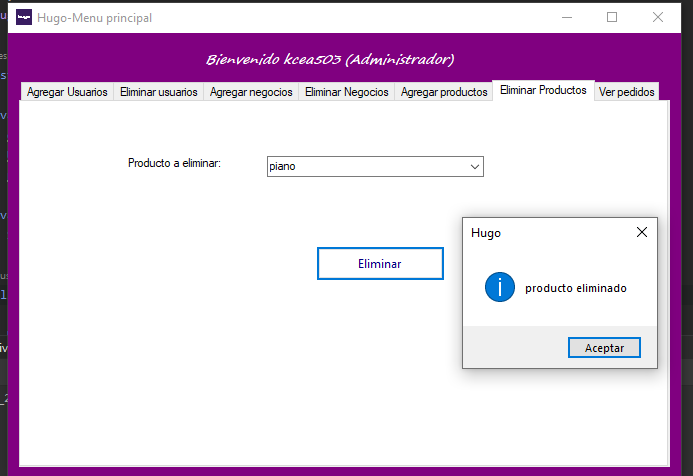 hugo
Hugo-Menu principal
Bienvenido kcea503 (Administrador)
Agregar Usuarios
Eliminar usuarios
Agregar negocios
Eliminar Negocios
Agregar productos
Eliminar Productos
Ver pedidos
Producto a eliminar:
piano
Eliminar
Hugo
producto eliminado
Aceptar